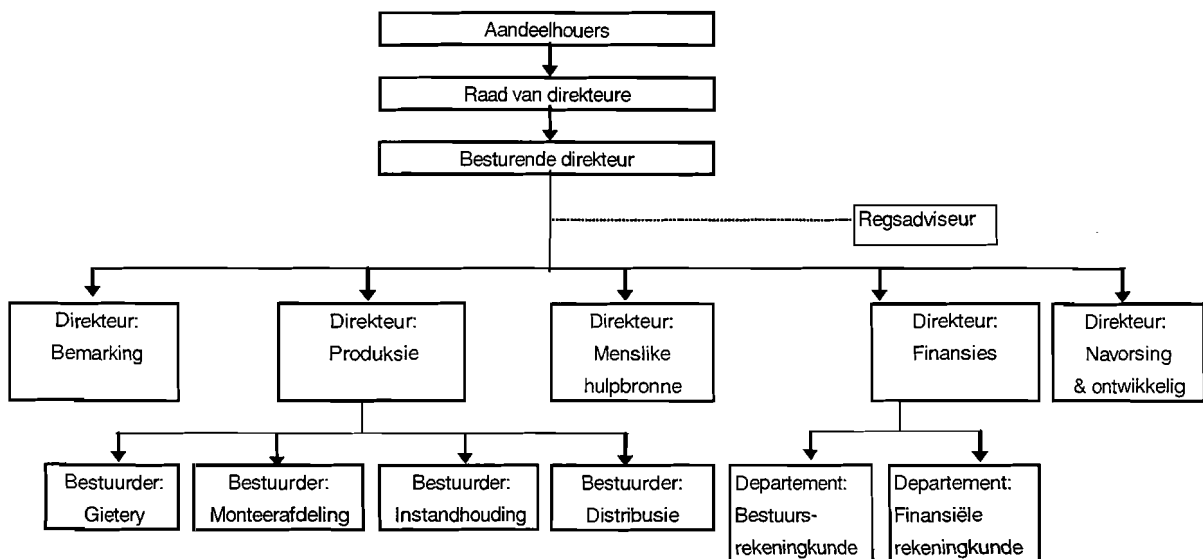 Aandeelhouers
Raad van direkteure
Besturende direkteur
Regsadviseur
Direkteur:
Bemarking
Direkteur:
Produksie
Direkteur:
Menslike
hulpbronne
Direkteur:
Finansies
Direkteur:
Navorsing
& ontwikkelig
Bestuurder:
Gietery
Bestuurder:
Monteerafdeling
Bestuurder:
Instandhouding
Bestuurder:
Distribusie
Departement:
Bestuurs-
rekeningkunde
Departement:
Finansiële
rekeningkunde